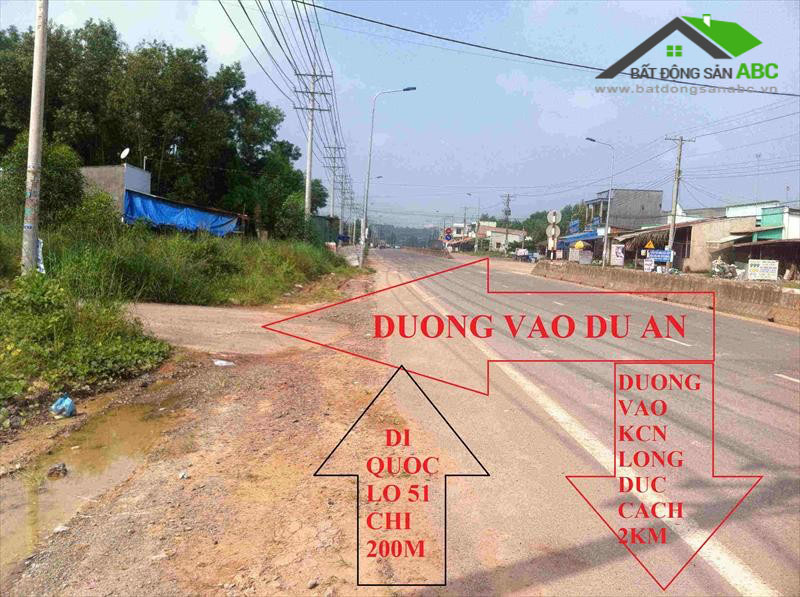 BẤT ĐỘNG SẢN ABC
www.batdongsanabc.vn
DUONG VAO DU AN
DUONG
VAO
KCN
LONG
DUC
CACH
2KM
DI
QUOC
LO 51
CHI
200M